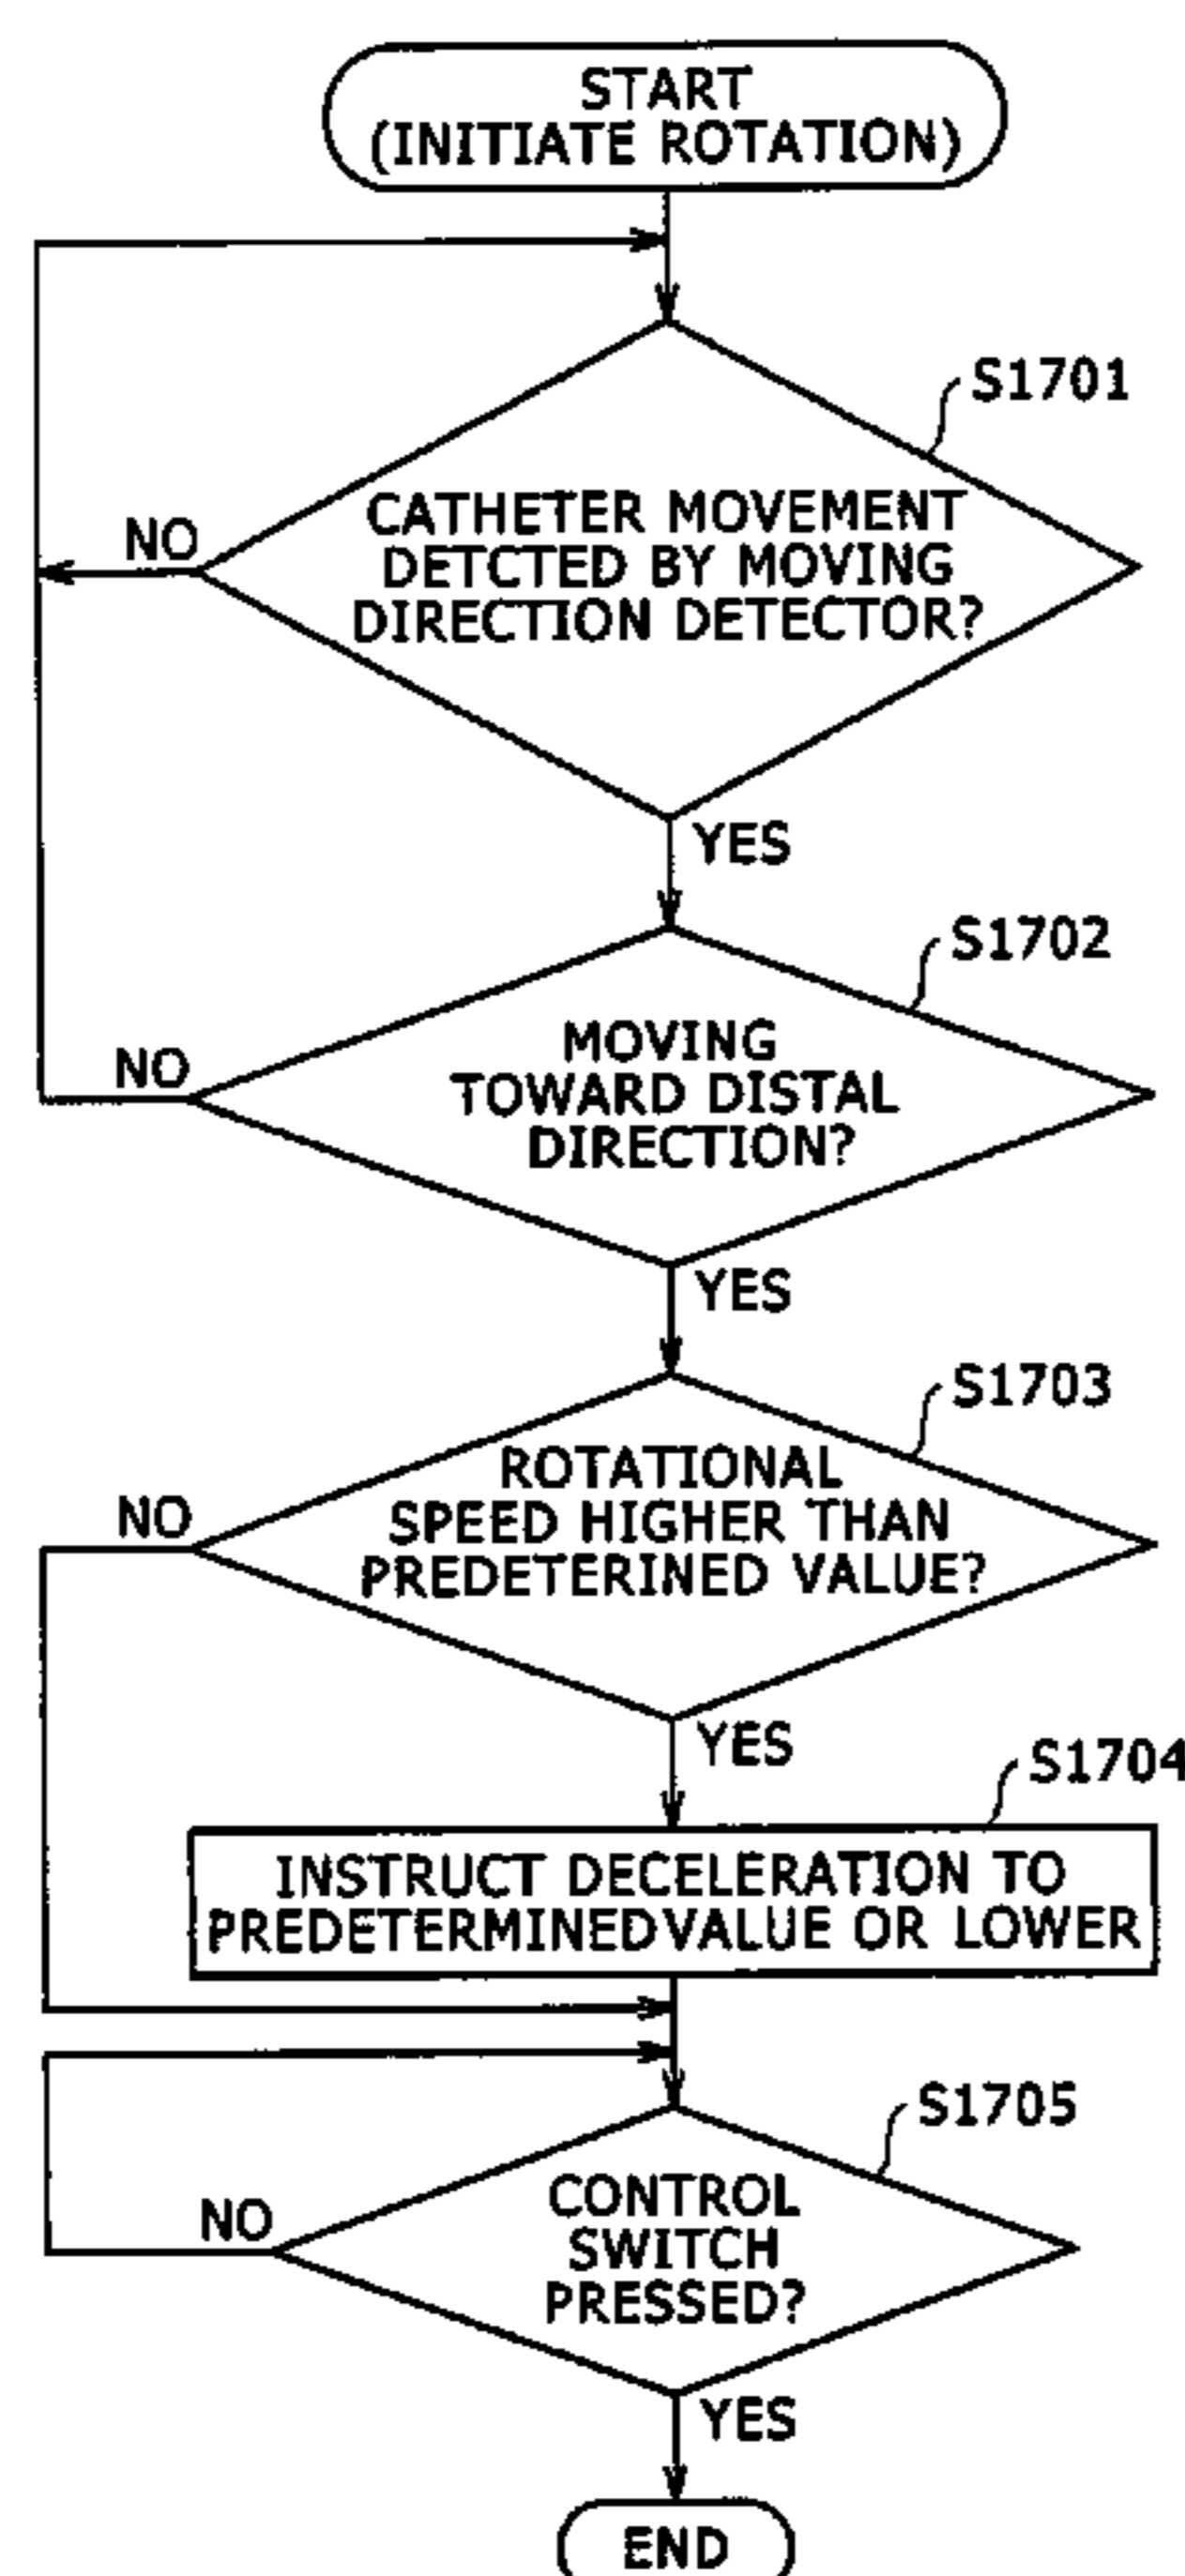 START
(INITIATE ROTATION)
S1701
CATHETER MOVEMENT
DETCTED BY MOVING
DIRECTION DETECTOR?
NO
YES
S1702
MOVING
TOWARD DISTAL
DIRECTION?
NO
YES
S1703
ROTATIONAL
SPEED HIGHER THAN
PREDETERINED VALUE?
NO
YES
S1704
INSTRUCT DECELERATION TO
PREDETERMINED VALUE OR LOWER
S1705
CONTROL
SWITCH
PRESSED?
NO
YES
END